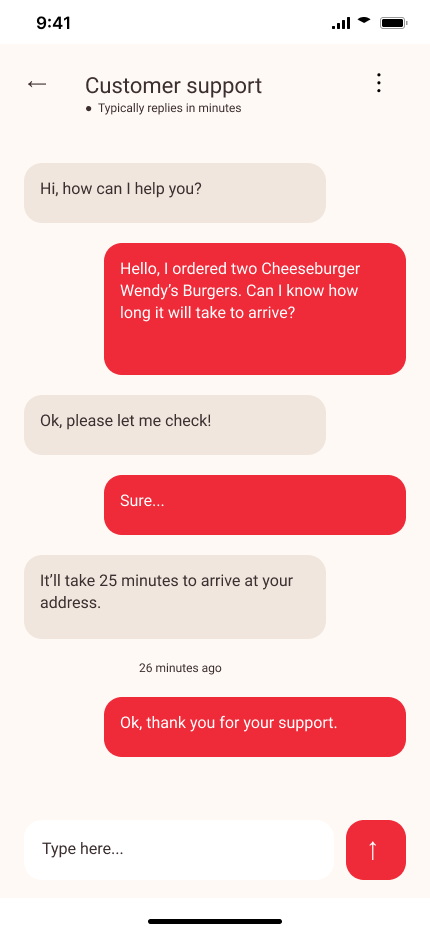 9:41
Customer support
Typically replies in minutes
Hi, how can I help you?
Hello, I ordered two Cheeseburger
Wendy’s Burgers. Can I know how
long it will take to arrive?
Ok, please let me check!
Sure...
It’ll take 25 minutes to arrive at your
address.
26 minutes ago
Ok, thank you for your support.
Type here...